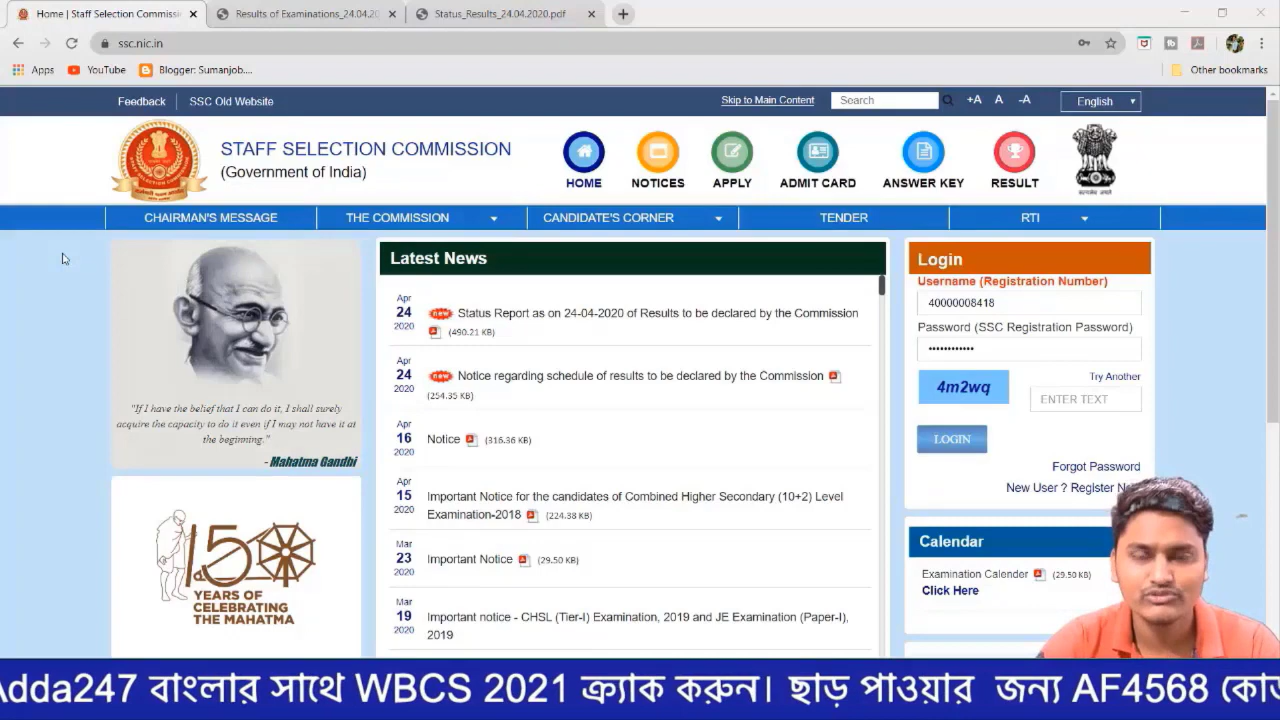 Home | Staff Selection Commissi
Results of Examinations_24.04.20
Status_Results_24.04.2020.pdf
ssc.nic.in
Apps
YouTube
Blogger: Sumanjob....
Other bookmarks
Feedback
SSC Old Website
Skip to Main Content
Search
+A A -A
English
STAFF SELECTION COMMISSION
(Government of India)
HOME
NOTICES
APPLY
ADMIT CARD
ANSWER KEY
RESULT
CHAIRMAN'S MESSAGE
THE COMMISSION
CANDIDATE'S CORNER
TENDER
RTI
"If I have the belief that I can do it, I shall surely
acquire the capacity to do it even if I may not have it at
the beginning."
- Mahatma Gandhi
150
YEARS OF
CELEBRATING
THE MAHATMA
Latest News
Apr
24
2020
new Status Report as on 24-04-2020 of Results to be declared by the Commission
(490.21 KB)
Apr
24
2020
new Notice regarding schedule of results to be declared by the Commission
(254.35 KB)
Apr
16
2020
Notice (316.36 KB)
Apr
15
2020
Important Notice for the candidates of Combined Higher Secondary (10+2) Level
Examination-2018 (224.38 KB)
Mar
23
2020
Important Notice (29.50 KB)
Mar
19
2020
Important notice - CHSL (Tier-I) Examination, 2019 and JE Examination (Paper-I),
2019
Login
Username (Registration Number)
40000008418
Password (SSC Registration Password)
••••••••••••
4m2wq
Try Another
ENTER TEXT
LOGIN
Forgot Password
New User ? Register N
Calendar
Examination Calender (29.50 KB)
Click Here
Adda247 বাংলার সাথে WBCS 2021 ক্র্যাক করুন। ছাড় পাওয়ার জন্য AF4568 কোড